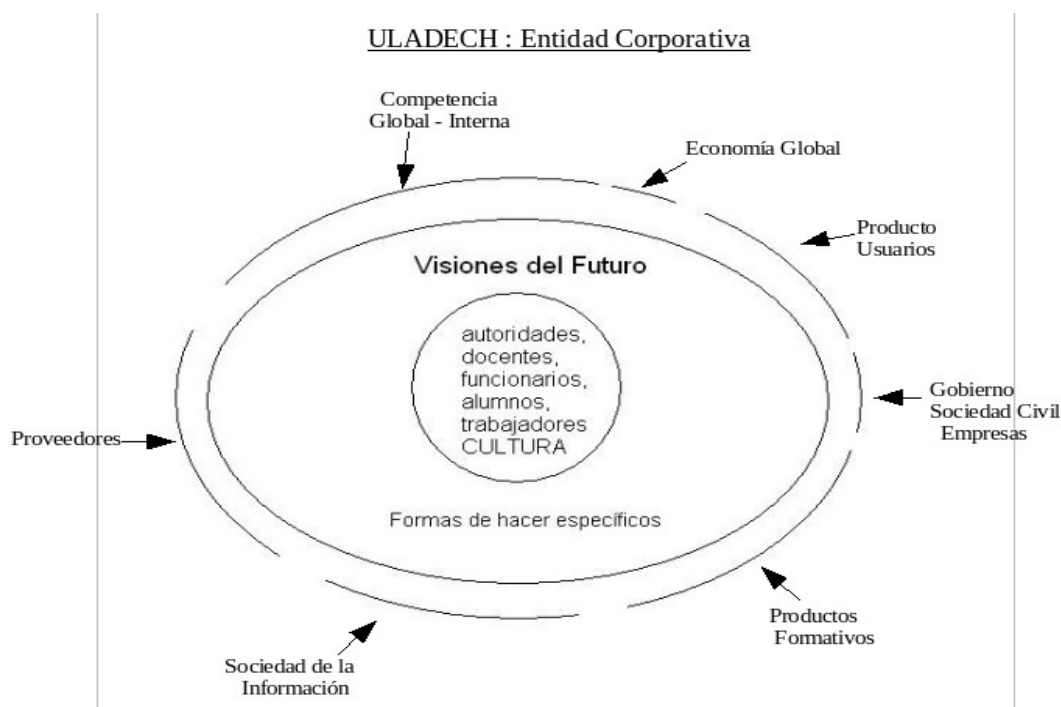 ULADECH : Entidad Corporativa
Competencia
Global - Interna
Economía Global
Producto
Usuarios
Visiones del Futuro
autoridades,
docentes,
funcionarios,
alumnos,
trabajadores
CULTURA
Gobierno
Sociedad Civil
Empresas
Proveedores
Formas de hacer específicos
Productos
Formativos
Sociedad de la
Información